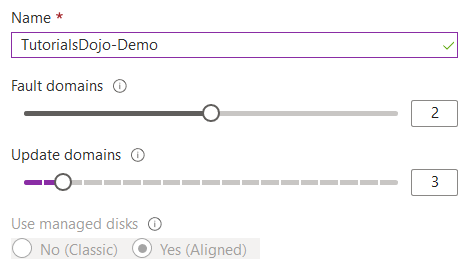 Name *
TutorialsDojo-Demo
Fault domains
2
Update domains
3
Use managed disks
No (Classic) Yes (Aligned)